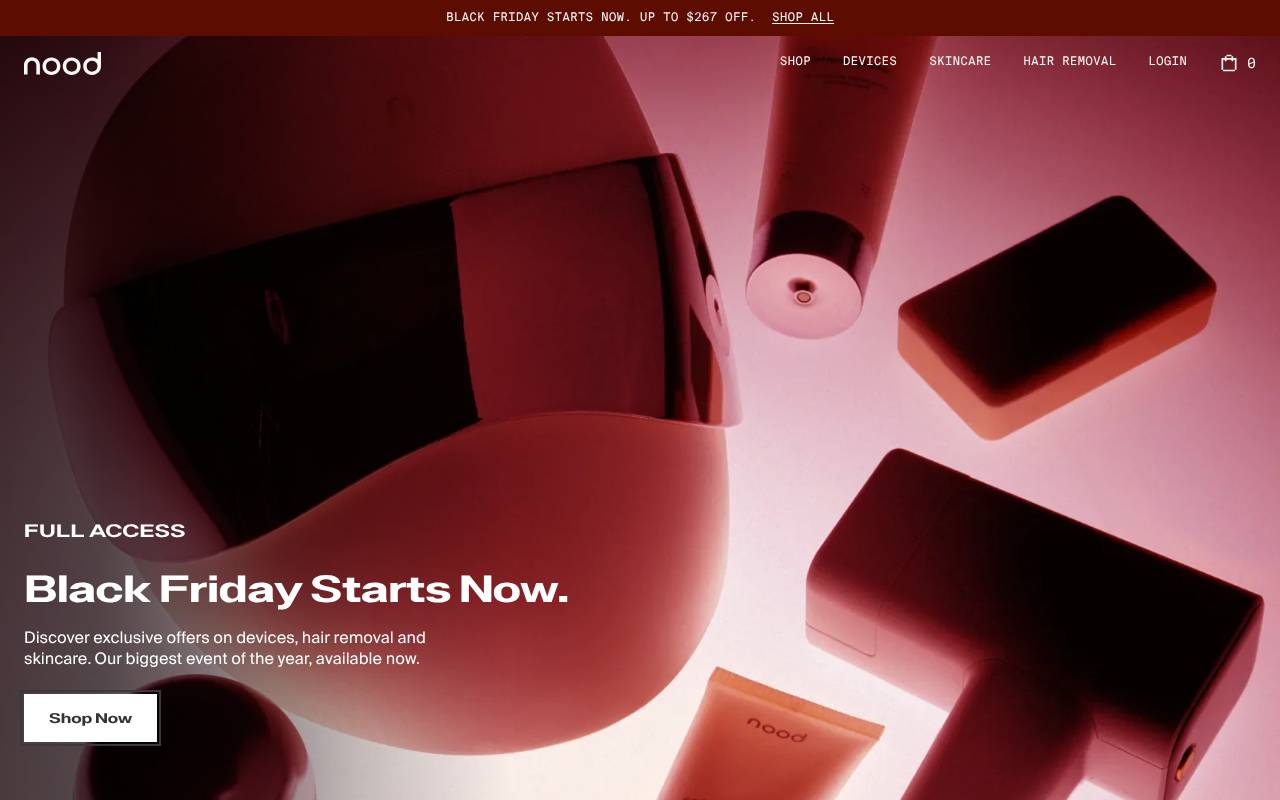 BLACK FRIDAY STARTS NOW. UP TO $267 OFF. SHOP ALL
nood
SHOP DEVICES SKINCARE HAIR REMOVAL LOGIN 0
FULL ACCESS
Black Friday Starts Now.
Discover exclusive offers on devices, hair removal and
skincare. Our biggest event of the year, available now.
Shop Now
nood